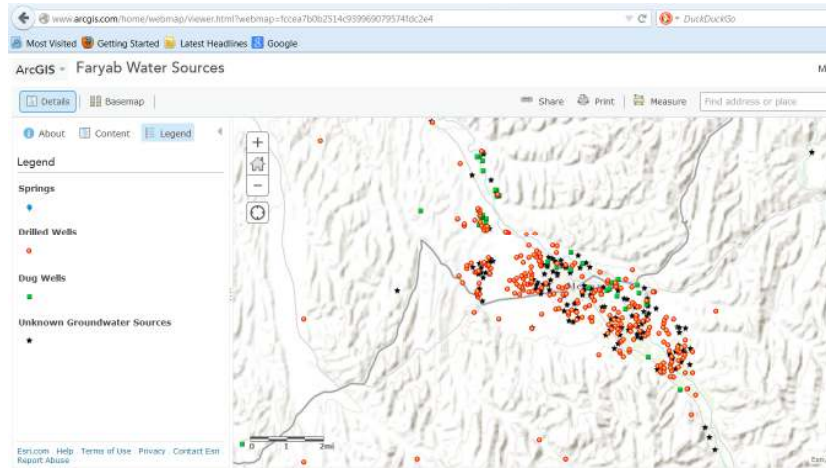 www.arcgis.com/home/webmap/viewer.html?webmap=fccea7b0b2514c939969079574fdc2e4
DuckDuckGo
Most Visited Getting Started Latest Headlines Google
ArcGIS Faryab Water Sources M
Details Basemap Share Print Measure Find address or place
About Content Legend
Legend
Springs
Drilled Wells
Dug Wells
Unknown Groundwater Sources
0 1 2mi
Esri.com Help Terms of Use Privacy Contact Esri
Report Abuse
Esri